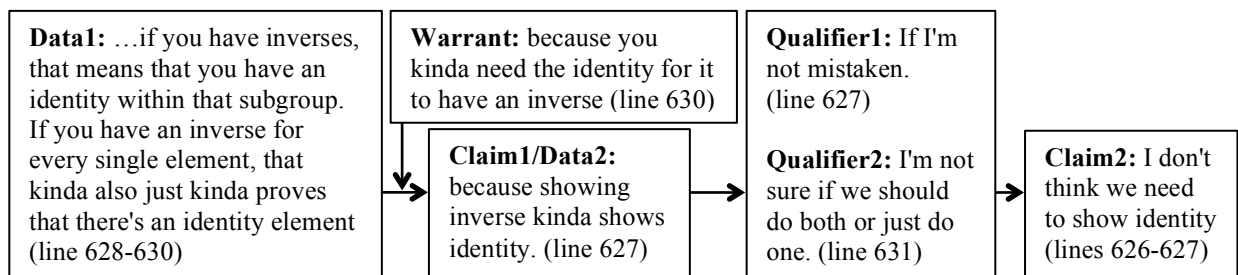 Data1: …if you have inverses,
that means that you have an
identity within that subgroup.
If you have an inverse for
every single element, that
kinda also just kinda proves
that there's an identity element
(line 628-630)
Warrant: because you
kinda need the identity for it
to have an inverse (line 630)
Claim1/Data2:
because showing
inverse kinda shows
identity. (line 627)
Qualifier1: If I'm
not mistaken.
(line 627)
Qualifier2: I'm not
sure if we should
do both or just do
one. (line 631)
Claim2: I don't
think we need
to show identity
(lines 626-627)